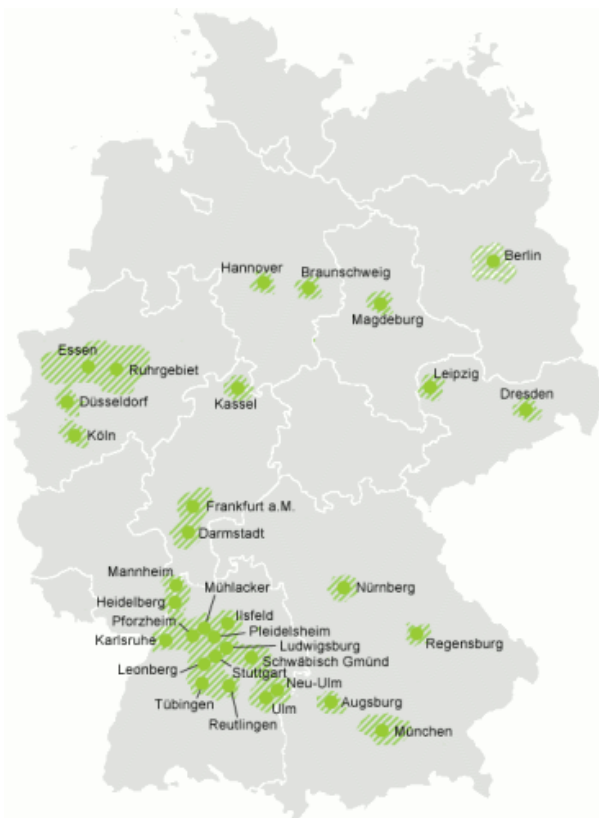 Berlin
Hannover
Braunschweig
Magdeburg
Essen
Ruhrgebiet
Leipzig
Düsseldorf
Kassel
Dresden
Köln
Frankfurt a.M.
Darmstadt
Mannheim
Mühlacker
Nürnberg
Heidelberg
Ilsfeld
Pforzheim
Pleidelsheim
Karlsruhe
Ludwigsburg
Regensburg
Schwäbisch Gmünd
Leonberg
Stuttgart
Neu-Ulm
Tübingen
Ulm
Augsburg
Reutlingen
München